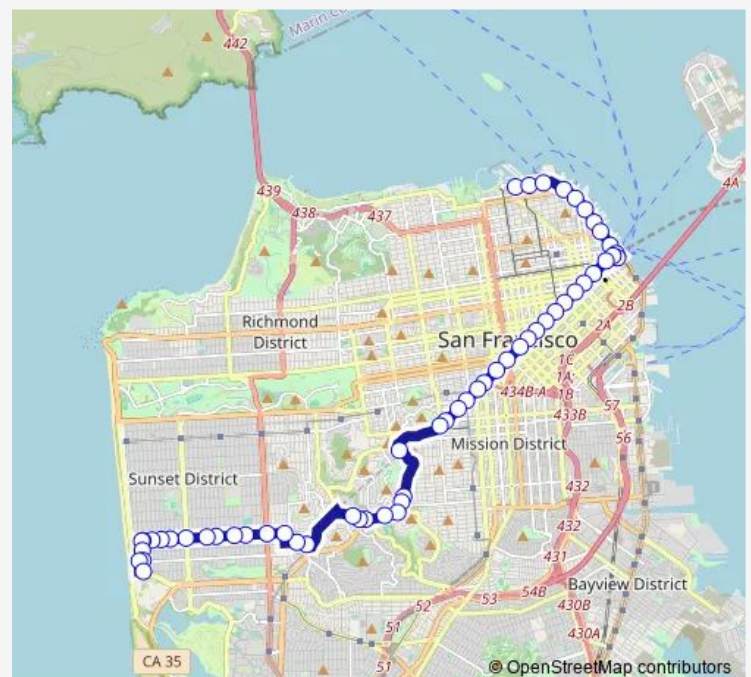 Marin Co
442
439
438
437
4A
Richmond
District
2B
2A
San Francisco
1C
1A
1B
434B-A
433B
57
56
Mission District
Sunset District
432
432
431
Bayview District
52
53
54B
430B
51
430A
51
CA 35
© OpenStreetMap contributors